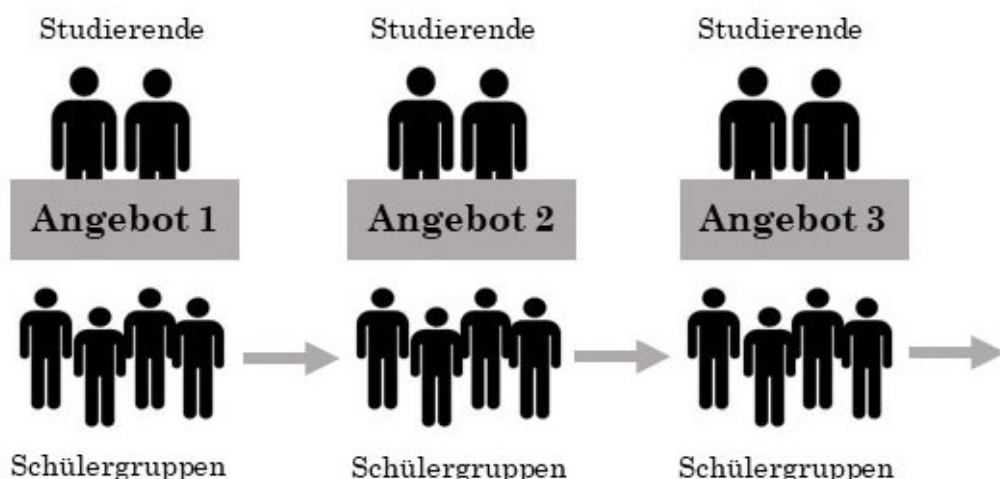 Studierende
Studierende
Studierende
Angebot 1
Angebot 2
Angebot 3
Schülergruppen
Schülergruppen
Schülergruppen